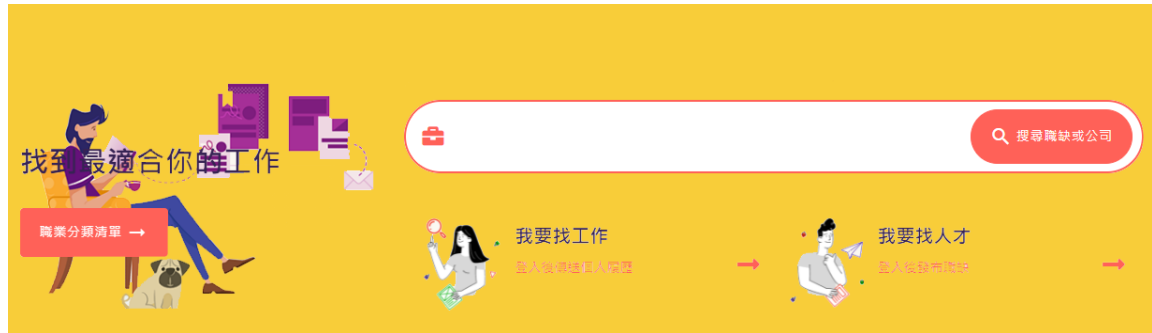 找到最適合你的工作
職業分類清單
搜尋職缺或公司
我要找工作
登入後傳送個人履歷
我要找人才
登入後發布職缺